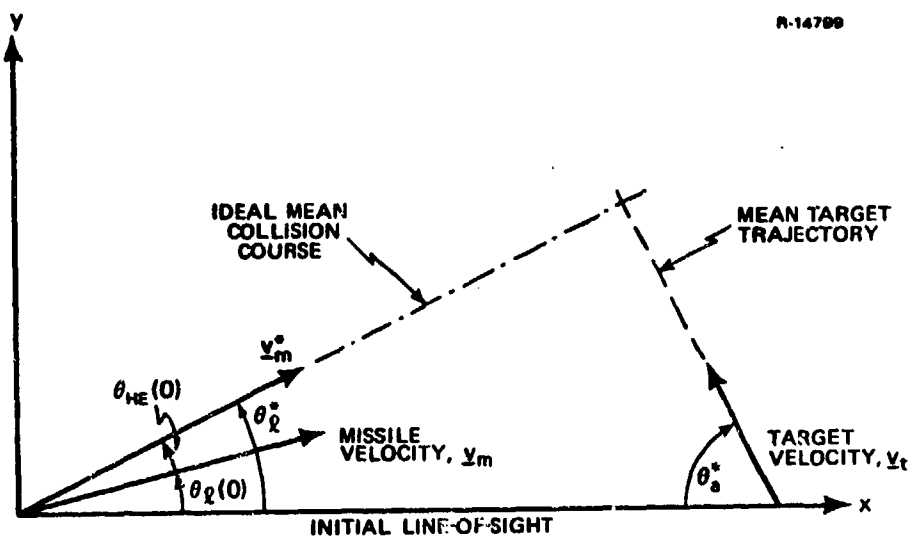 y
R-14799
IDEAL MEAN
COLLISION
COURSE
MEAN TARGET
TRAJECTORY
v*m
θHE(0)
θ*ℓ
MISSILE
VELOCITY, vm
θℓ(0)
θ*a
TARGET
VELOCITY, vt
x
INITIAL LINE-OF-SIGHT